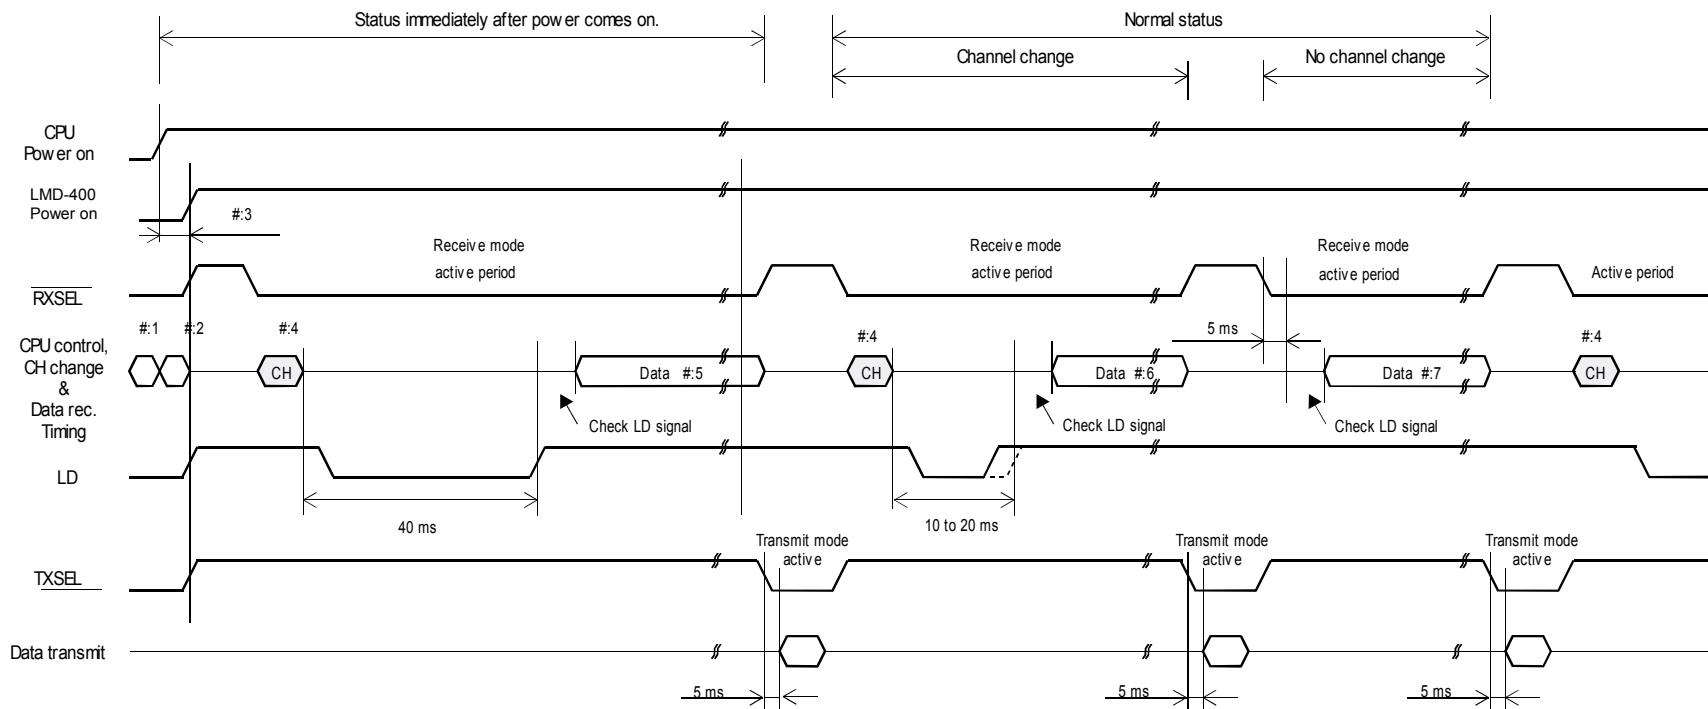 Status immediately after power comes on.
Normal status
Channel change
No channel change
CPU
Power on
LMD-400
Power on
#:3
Receive mode
active period
Receive mode
active period
Receive mode
active period
Active period
RXSEL
#:1
#:2
#:4
#:4
5 ms
#:4
CPU control,
CH change
&
Data rec.
Timing
CH
Data #:5
CH
Data #:6
Data #:7
CH
Check LD signal
Check LD signal
Check LD signal
LD
40 ms
10 to 20 ms
Transmit mode
active
Transmit mode
active
Transmit mode
active
TXSEL
Data transmit
5 ms
5 ms
5 ms